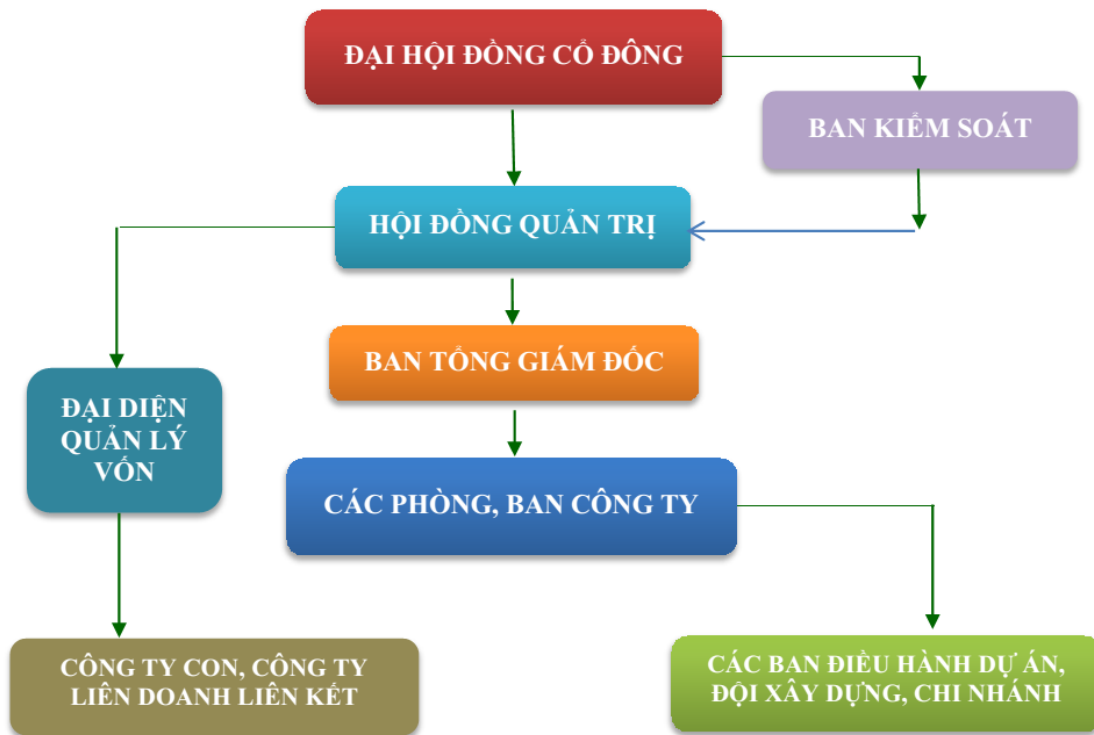 ĐẠI HỘI ĐỒNG CỔ ĐÔNG
BAN KIỂM SOÁT
HỘI ĐỒNG QUẢN TRỊ
BAN TỔNG GIÁM ĐỐC
ĐẠI DIỆN
QUẢN LÝ
VỐN
CÁC PHÒNG, BAN CÔNG TY
CÔNG TY CON, CÔNG TY
LIÊN DOANH LIÊN KẾT
CÁC BAN ĐIỀU HÀNH DỰ ÁN,
ĐỘI XÂY DỰNG, CHI NHÁNH